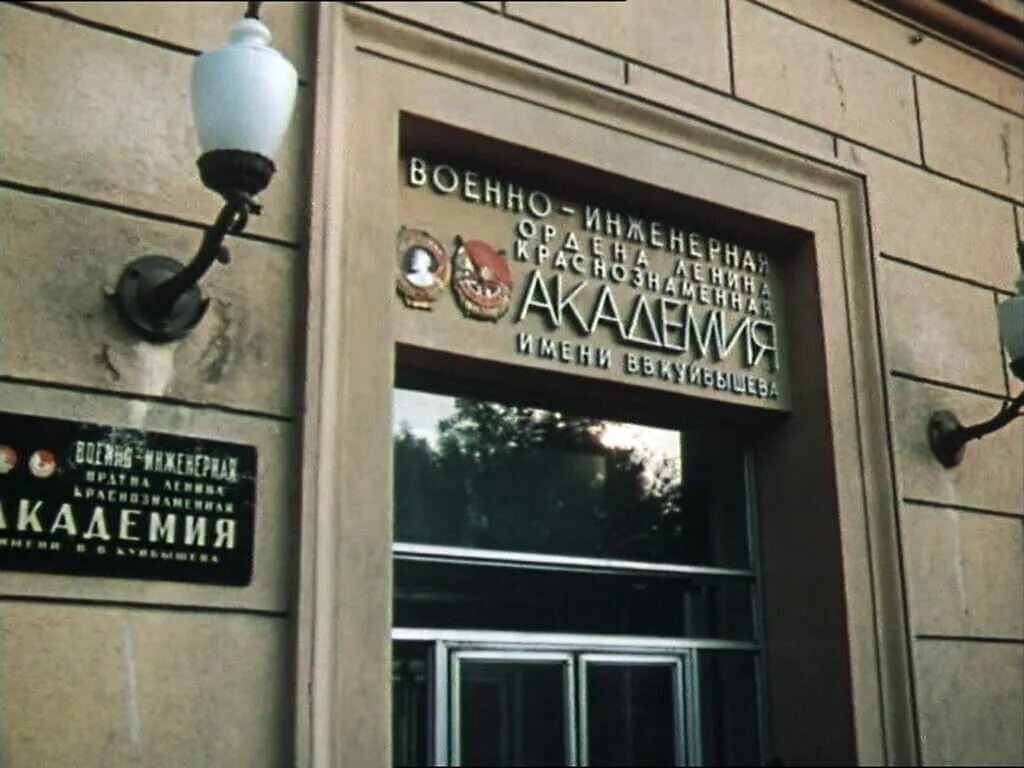 ВОЕННО-ИНЖЕНЕРНАЯ
ОРДЕНА ЛЕНИНА
КРАСНОЗНАМЕННАЯ
АКАДЕМИЯ
ИМЕНИ В.В.КУЙБЫШЕВА
ВОЕННО-ИНЖЕНЕРНАЯ
ОРДЕНА ЛЕНИНА
КРАСНОЗНАМЕННАЯ
АКАДЕМИЯ
ИМЕНИ В.В.КУЙБЫШЕВА